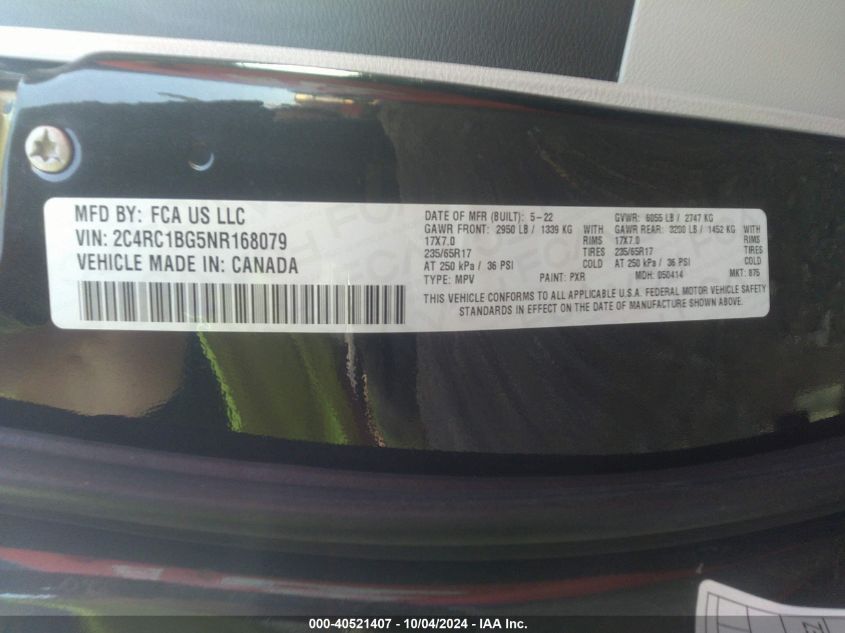 MFD BY: FCA US LLC
VIN: 2C4RC1BG5NR168079
VEHICLE MADE IN: CANADA
DATE OF MFR (BUILT): 5-22 GVWR: 6055 LB / 2747 KG
GAWR FRONT: 2950 LB / 1339 KG WITH GAWR REAR: 3200 LB / 1452 KG WITH
17X7.0 RIMS 17X7.0 RIMS
235/65R17 TIRES 235/65R17 TIRES
AT 250 kPa / 36 PSI COLD AT 250 kPa / 36 PSI COLD
TYPE: MPV PAINT: PXR MDH: 050414 MKT: 875
THIS VEHICLE CONFORMS TO ALL APPLICABLE U.S.A. FEDERAL MOTOR VEHICLE SAFETY
STANDARDS IN EFFECT ON THE DATE OF MANUFACTURE SHOWN ABOVE.
000-40521407 - 10/04/2024 - IAA Inc.